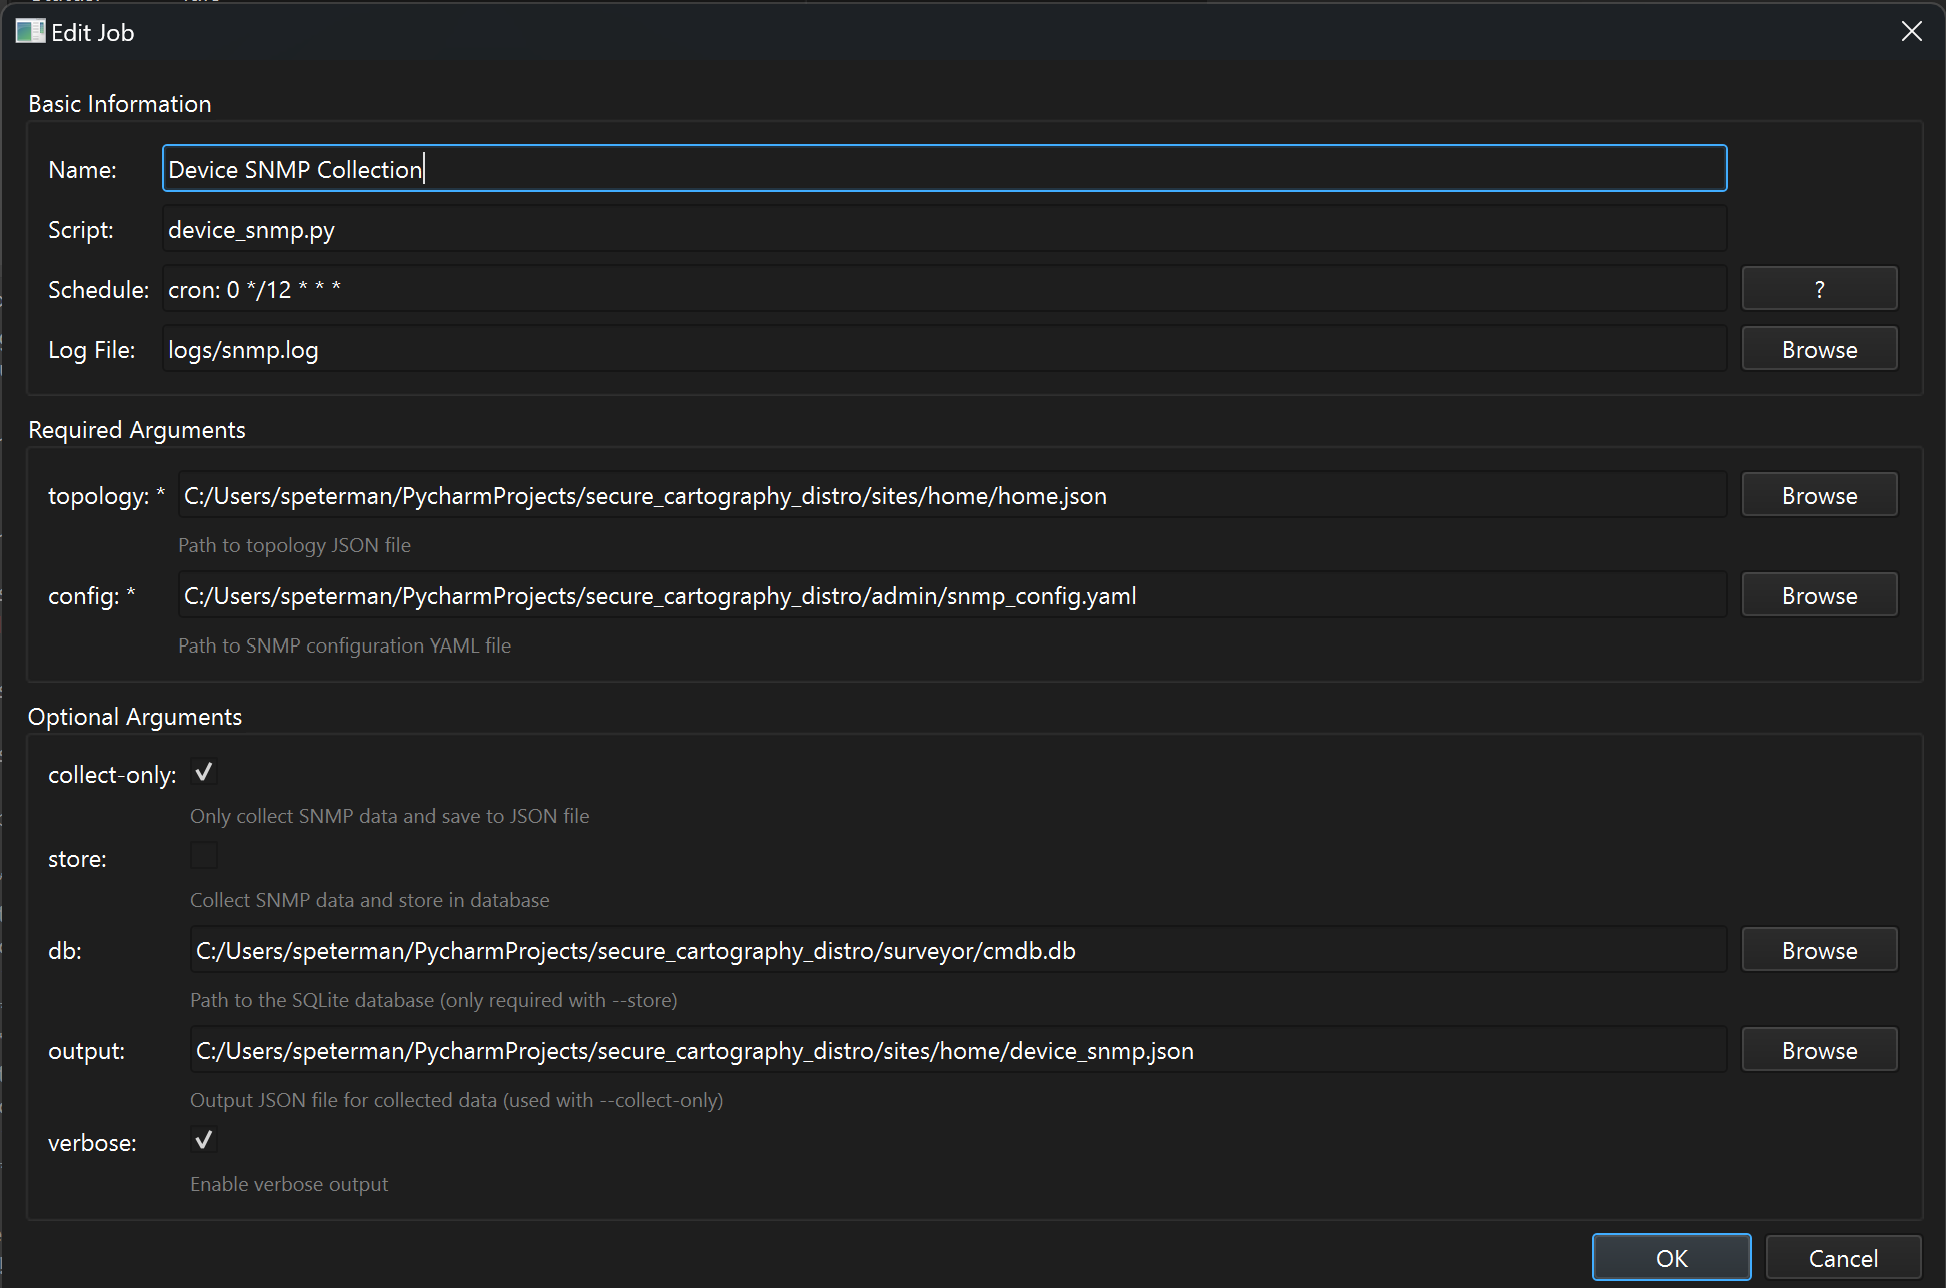 Edit Job
Basic Information
Name: Device SNMP Collection
Script: device_snmp.py
Schedule: cron: 0 */12 * * * ?
Log File: logs/snmp.log Browse
Required Arguments
topology: * C:/Users/speterman/PycharmProjects/secure_cartography_distro/sites/home/home.json Browse
Path to topology JSON file
config: * C:/Users/speterman/PycharmProjects/secure_cartography_distro/admin/snmp_config.yaml Browse
Path to SNMP configuration YAML file
Optional Arguments
collect-only:
Only collect SNMP data and save to JSON file
store:
Collect SNMP data and store in database
db: C:/Users/speterman/PycharmProjects/secure_cartography_distro/surveyor/cmdb.db Browse
Path to the SQLite database (only required with --store)
output: C:/Users/speterman/PycharmProjects/secure_cartography_distro/sites/home/device_snmp.json Browse
Output JSON file for collected data (used with --collect-only)
verbose:
Enable verbose output
OK Cancel